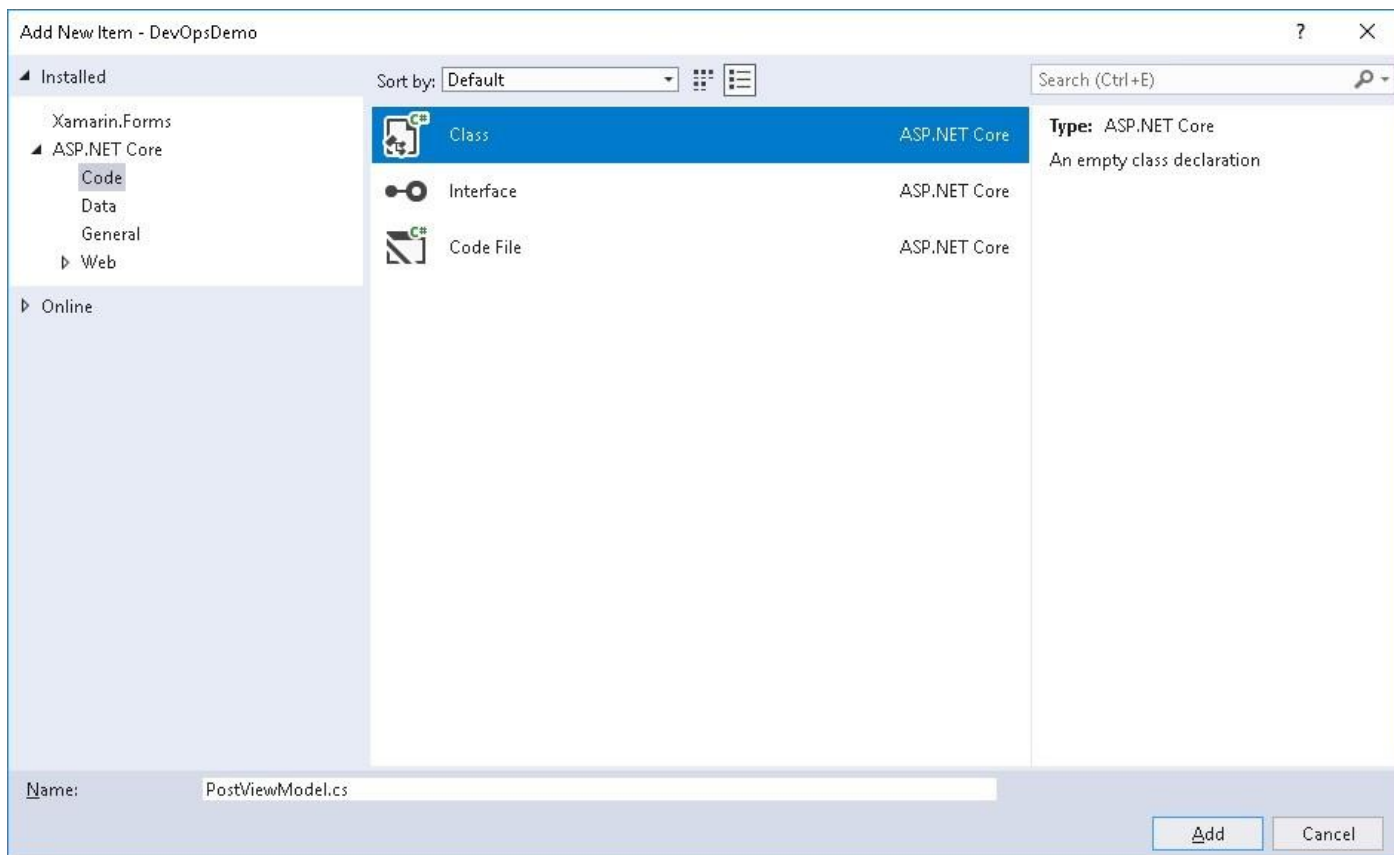 Add New Item - DevOpsDemo
?
Installed
Sort by: Default
Search (Ctrl+E)
Xamarin.Forms
ASP.NET Core
Code
Data
General
Web
Online
C#
Class ASP.NET Core
Interface ASP.NET Core
C#
Code File ASP.NET Core
Type: ASP.NET Core
An empty class declaration
Name: PostViewModel.cs
Add Cancel